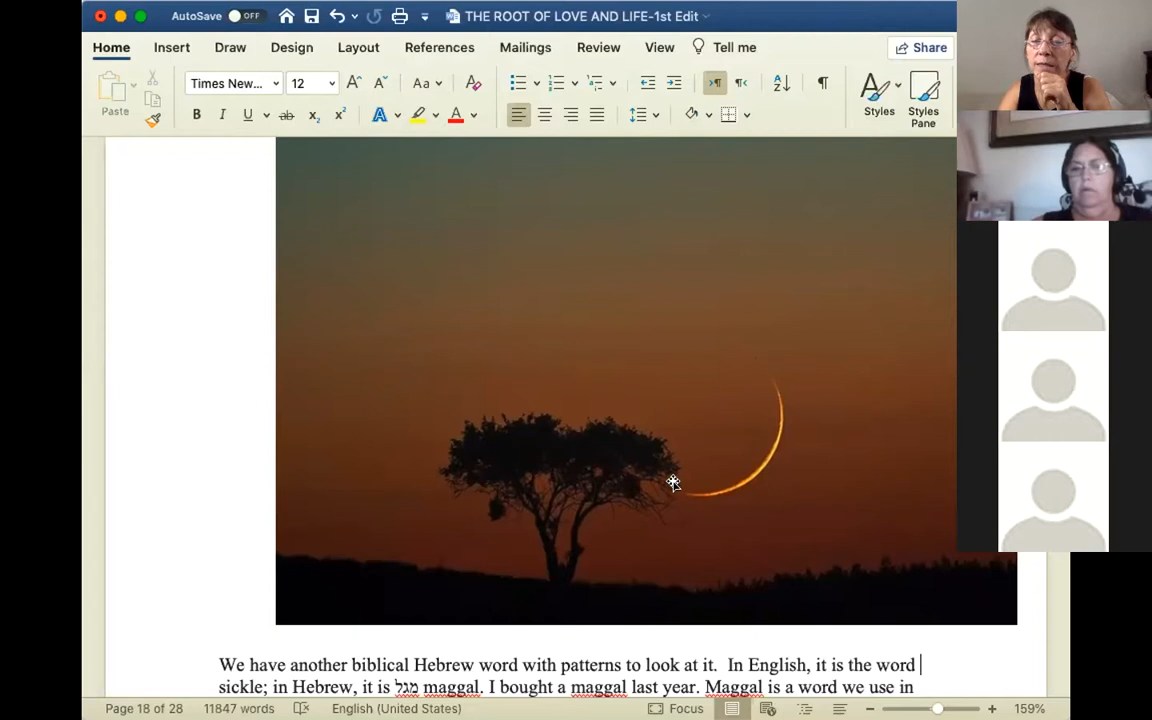 AutoSave OFF THE ROOT OF LOVE AND LIFE-1st Edit
Home Insert Draw Design Layout References Mailings Review View Tell me Share
Paste Times New... 12 Aa Styles Styles Pane
We have another biblical Hebrew word with patterns to look at it. In English, it is the word
sickle; in Hebrew, it is מגל maggal. I bought a maggal last year. Maggal is a word we use in
Page 18 of 28 11847 words English (United States) Focus 159%